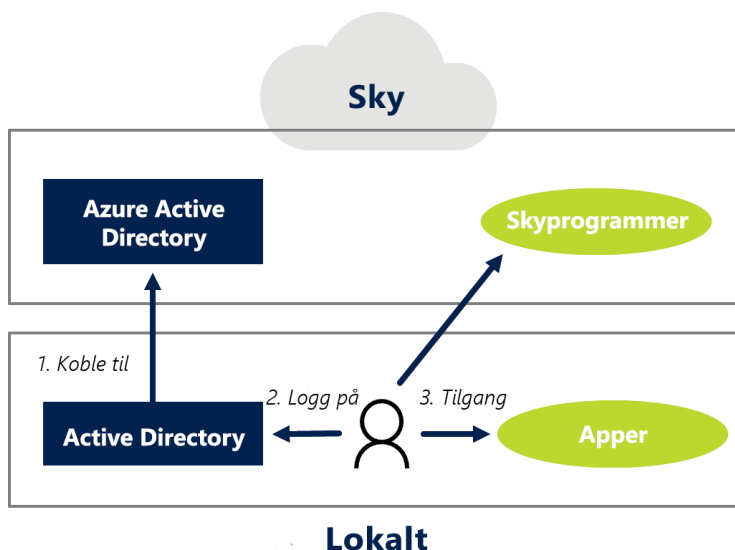 Sky
Azure Active
Directory
Skyprogrammer
1. Koble til
2. Logg på
3. Tilgang
Active Directory
Apper
Lokalt